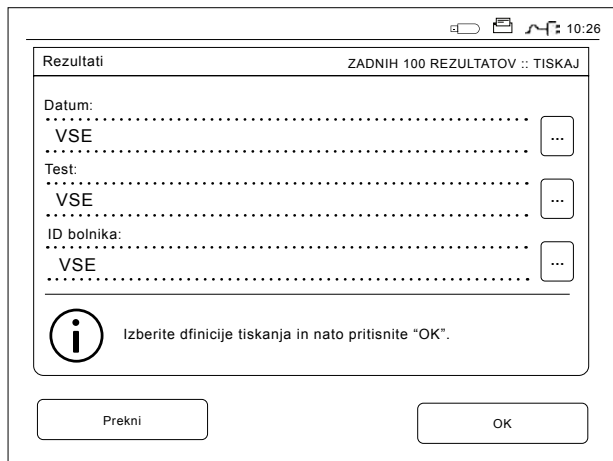 10:26
Rezultati ZADNIH 100 REZULTATOV :: TISKAJ
Datum:
VSE ...
Test:
VSE ...
ID bolnika:
VSE ...
Izberite dfinicije tiskanja in nato pritisnite “OK”.
Prekni OK